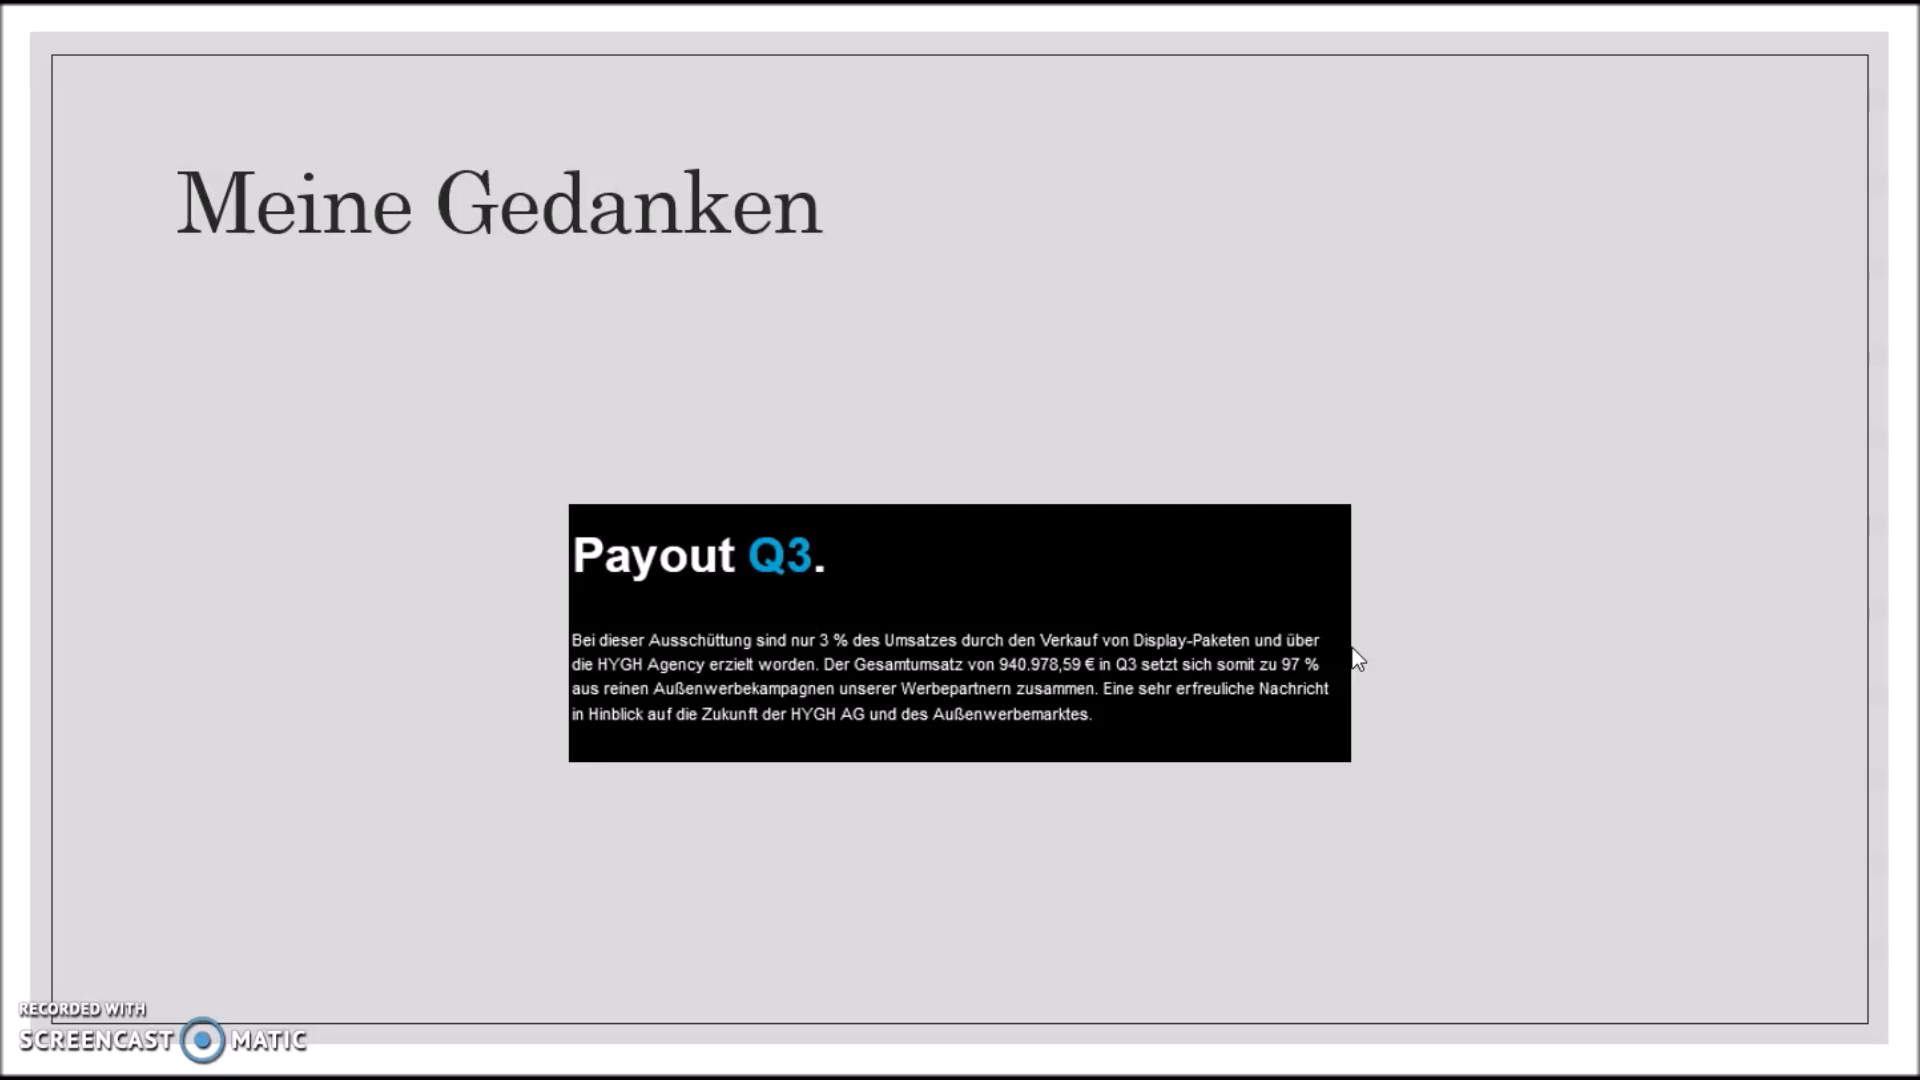 Meine Gedanken
Payout Q3.
Bei dieser Ausschüttung sind nur 3 % des Umsatzes durch den Verkauf von Display-Paketen und über
die HYGH Agency erzielt worden. Der Gesamtumsatz von 940.978,59 € in Q3 setzt sich somit zu 97 %
aus reinen Außenwerbekampagnen unserer Werbepartnern zusammen. Eine sehr erfreuliche Nachricht
in Hinblick auf die Zukunft der HYGH AG und des Außenwerbemarktes.
RECORDED WITH
SCREENCAST MATIC